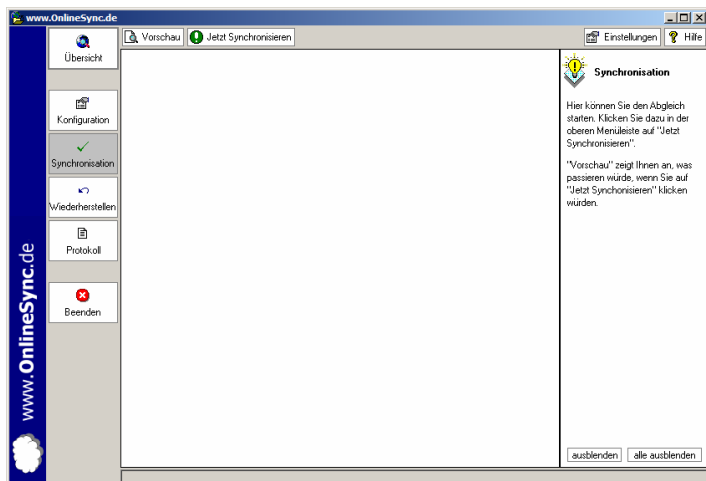 www.OnlineSync.de
Übersicht
Konfiguration
Synchronisation
Wiederherstellen
Protokoll
Beenden
www.OnlineSync.de
Vorschau
Jetzt Synchronisieren
Einstellungen
Hilfe
Synchronisation
Hier können Sie den Abgleich
starten. Klicken Sie dazu in der
oberen Menüleiste auf "Jetzt
Synchronisieren".
"Vorschau" zeigt Ihnen an, was
passieren würde, wenn Sie auf
"Jetzt Synchonisieren" klicken
würden.
ausblenden
alle ausblenden